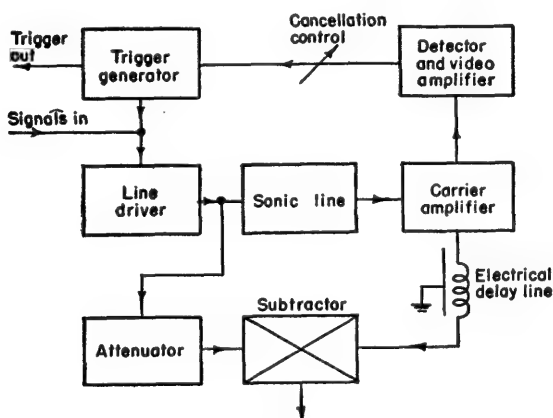 Cancellation
control
Trigger
out
Trigger
generator
Detector
and video
amplifier
Signals in
Line
driver
Sonic line
Carrier
amplifier
Electrical
delay line
Subtractor
Attenuator